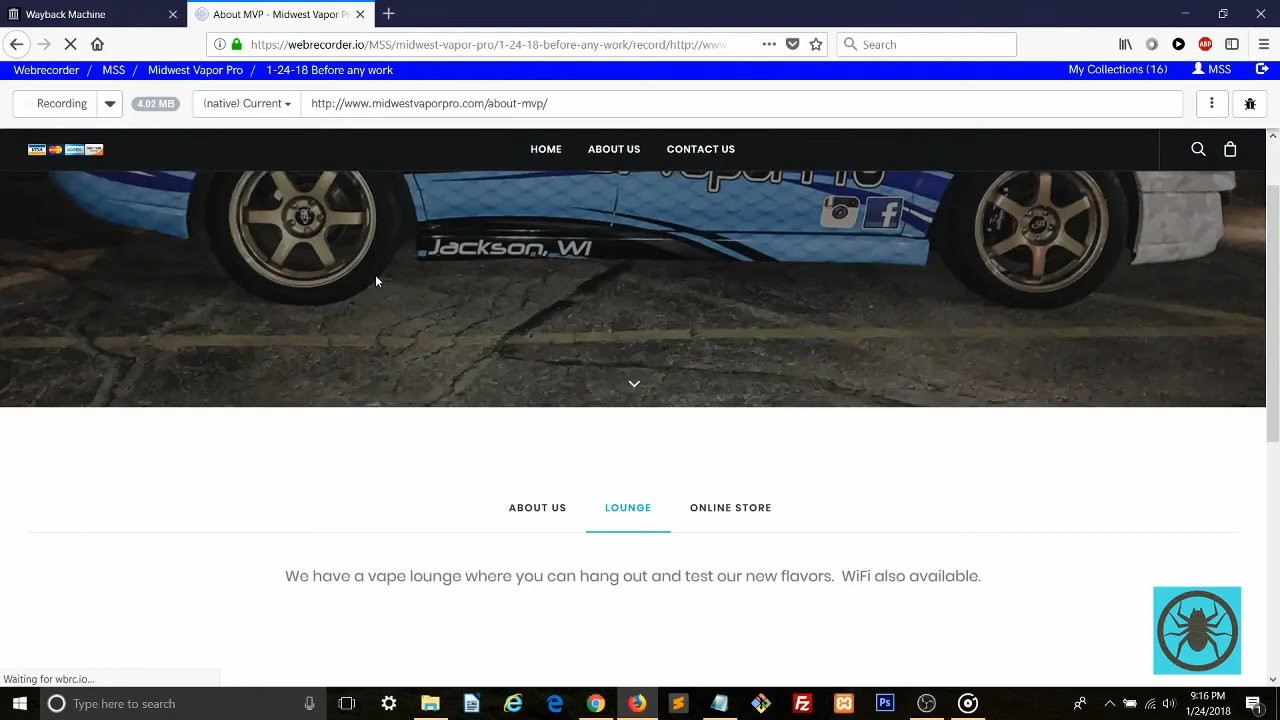 Wayback Machine
About MVP - Midwest Vapor Pr
https://webrecorder.io/MSS/midwest-vapor-pro/1-24-18-before-any-work/record/http://www
Search
ABP
Webrecorder / MSS / Midwest Vapor Pro / 1-24-18 Before any work
My Collections (16) MSS
Recording
4.02 MB
(native) Current
http://www.midwestvaporpro.com/about-mvp/
VISA
HOME
ABOUT US
CONTACT US
Jackson, WI
ABOUT US
LOUNGE
ONLINE STORE
We have a vape lounge where you can hang out and test our new flavors. WiFi also available.
Waiting for wbrc.io...
Type here to search
Ps
9:16 PM
1/24/2018